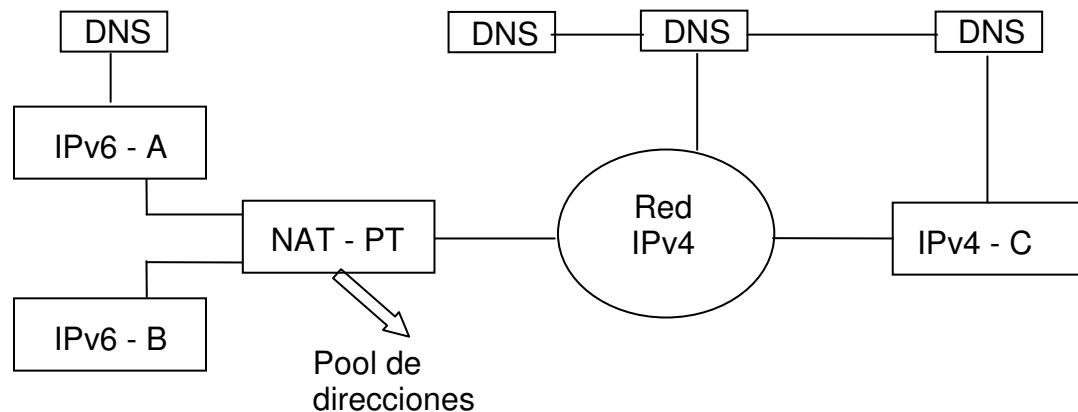 DNS
DNS
DNS
DNS
IPv6 - A
NAT - PT
Red
IPv4
IPv4 - C
IPv6 - B
Pool de
direcciones